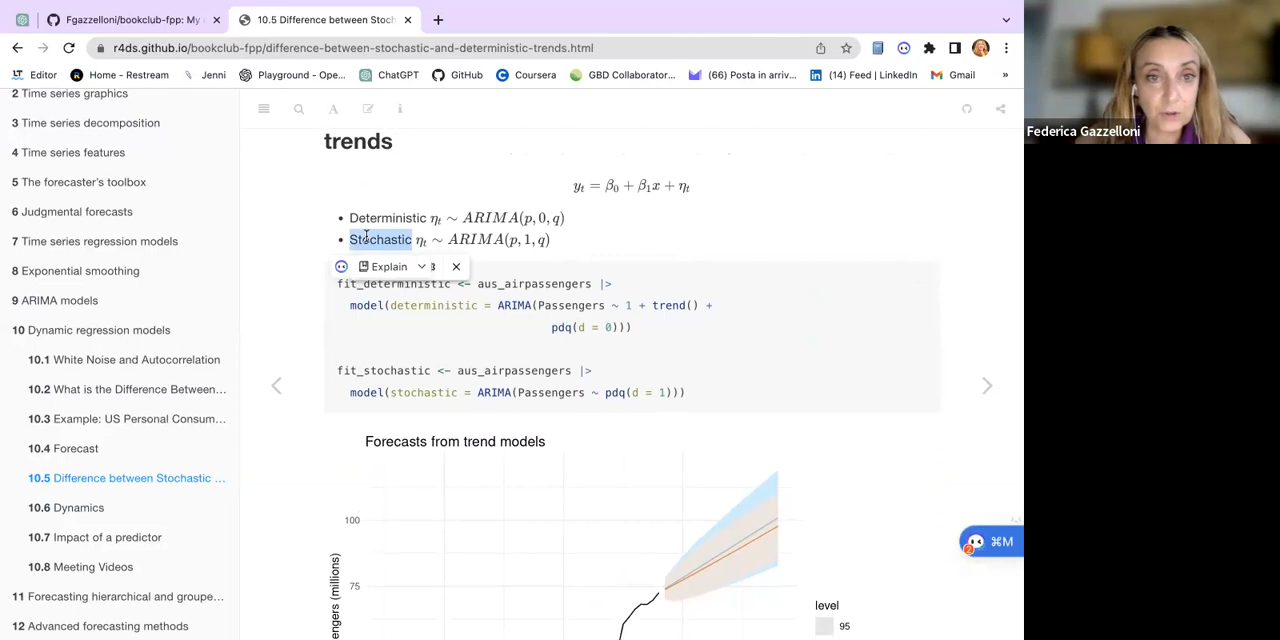 Fgazzelloni/bookclub-fpp: My
10.5 Difference between Stoch
r4ds.github.io/bookclub-fpp/difference-between-stochastic-and-deterministic-trends.html
Editor
Home - Restream
Jenni
Playground - Ope...
ChatGPT
GitHub
Coursera
GBD Collaborator...
(66) Posta in arriv...
(14) Feed | LinkedIn
Gmail
»
Federica Gazzelloni
2 Time series graphics
3 Time series decomposition
4 Time series features
5 The forecaster's toolbox
6 Judgmental forecasts
7 Time series regression models
8 Exponential smoothing
9 ARIMA models
10 Dynamic regression models
10.1 White Noise and Autocorrelation
10.2 What is the Difference Between...
10.3 Example: US Personal Consum...
10.4 Forecast
10.5 Difference between Stochastic ...
10.6 Dynamics
10.7 Impact of a predictor
10.8 Meeting Videos
11 Forecasting hierarchical and groupe...
12 Advanced forecasting methods
trends
y_t = β_0 + β_1x + η_t
• Deterministic η_t ∼ ARIMA(p, 0, q)
• Stochastic η_t ∼ ARIMA(p, 1, q)
Explain
fit_deterministic <- aus_airpassengers |>
model(deterministic = ARIMA(Passengers ~ 1 + trend() +
pdq(d = 0)))
fit_stochastic <- aus_airpassengers |>
model(stochastic = ARIMA(Passengers ~ pdq(d = 1)))
Forecasts from trend models
100
75
engers (millions)
level
95
2
⌘M